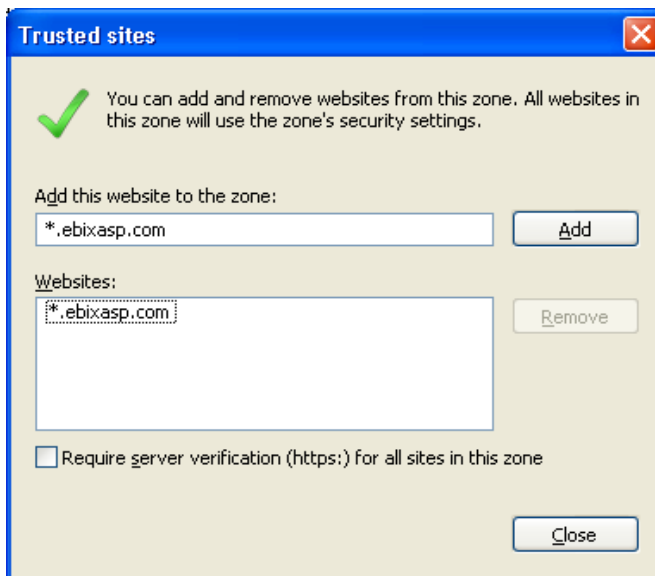 Trusted sites
You can add and remove websites from this zone. All websites in
this zone will use the zone's security settings.
Add this website to the zone:
*.ebixasp.com
Add
Websites:
*.ebixasp.com
Remove
Require server verification (https:) for all sites in this zone
Close